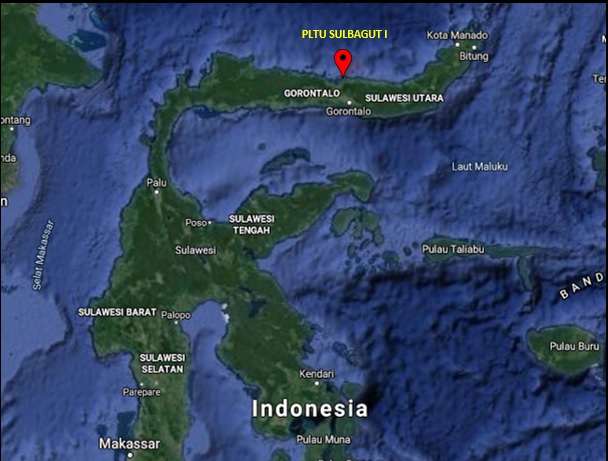 PLTU SULBAGUT I
Kota Manado
Bitung
GORONTALO
SULAWESI UTARA
Gorontalo
ontang
nda
n
Te
Laut Maluku
Palu
Poso
SULAWESI
TENGAH
Sulawesi
Pulau Taliabu
Selat Makassar
BAND
SULAWESI BARAT
Palopo
Pulau Buru
SULAWESI
SELATAN
Parepare
Kendari
Indonesia
Makassar
Pulau Muna